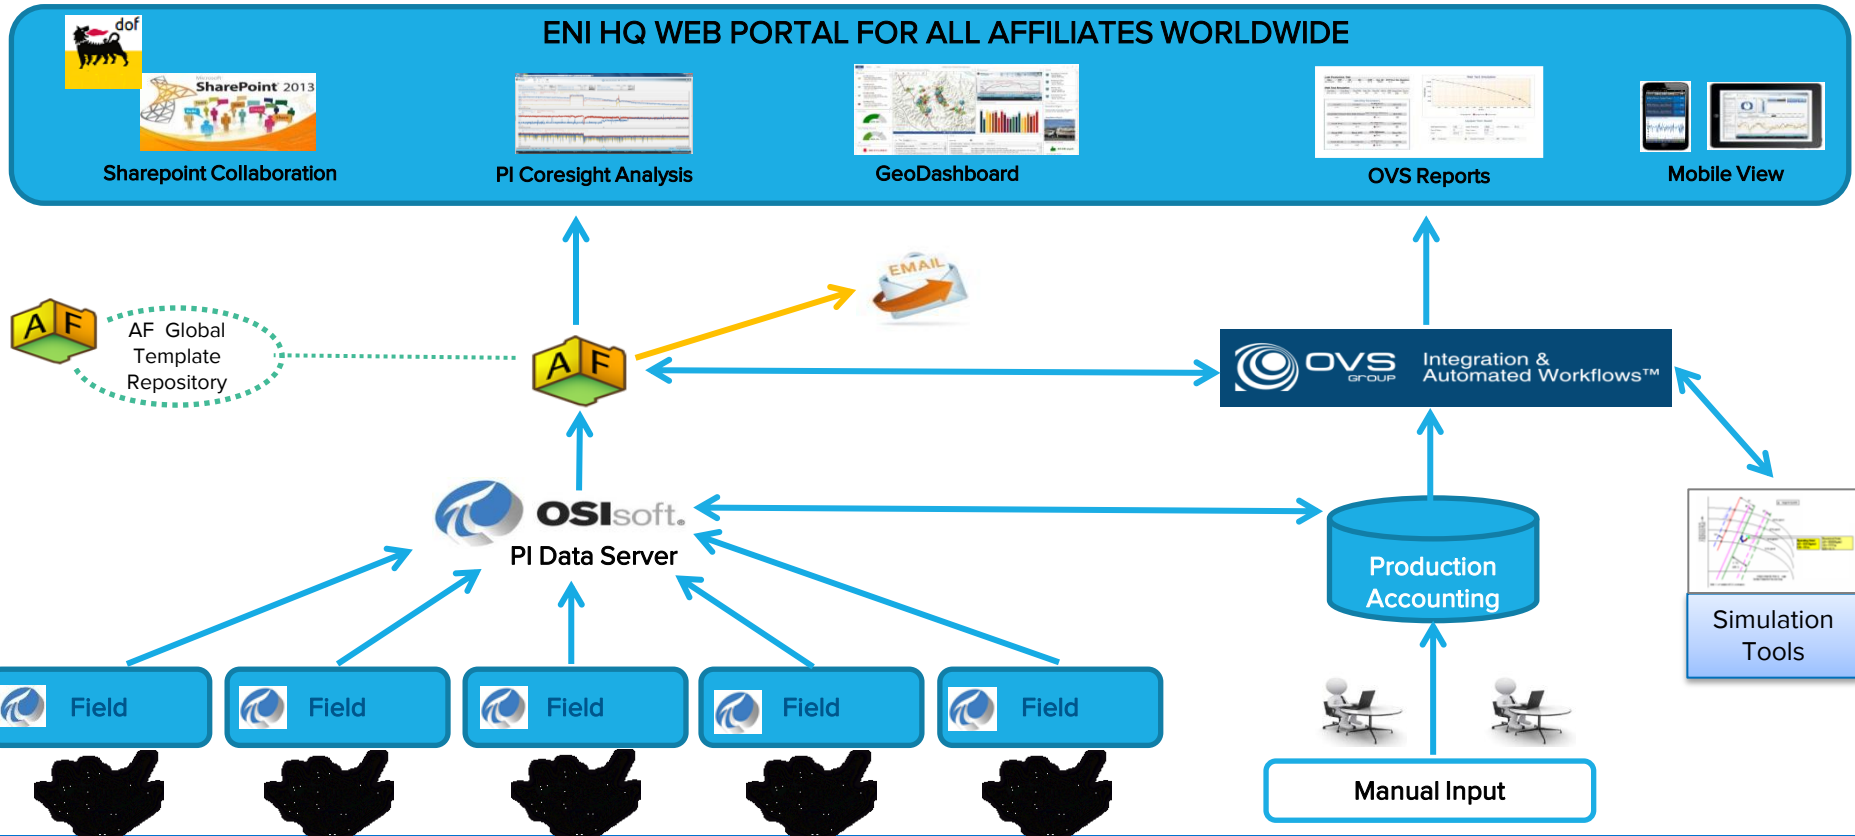 ENI HQ WEB PORTAL FOR ALL AFFILIATES WORLDWIDE
dof
Microsoft
SharePoint 2013
Sharepoint Collaboration
PI Coresight Analysis
GeoDashboard
OVS Reports
Mobile View
EMAIL
A F
AF Global
Template
Repository
A F
OVS
GROUP
Integration &
Automated Workflows™
OSIsoft.
PI Data Server
Production
Accounting
Simulation
Tools
Field
Field
Field
Field
Field
Manual Input